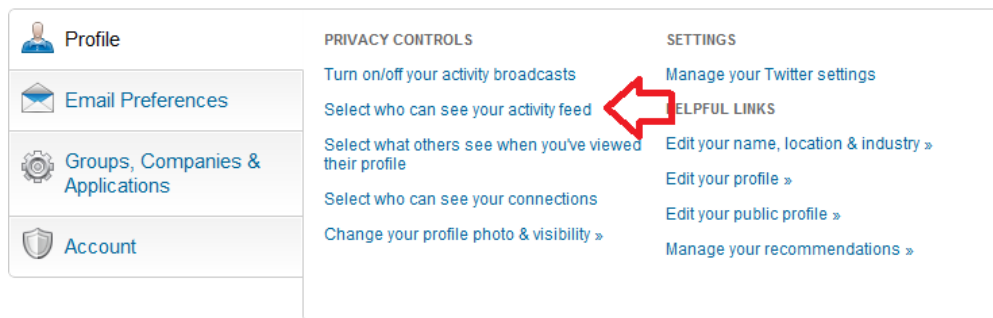 Profile
Email Preferences
Groups, Companies &
Applications
Account
PRIVACY CONTROLS
Turn on/off your activity broadcasts
Select who can see your activity feed
Select what others see when you've viewed
their profile
Select who can see your connections
Change your profile photo & visibility »
SETTINGS
Manage your Twitter settings
HELPFUL LINKS
Edit your name, location & industry »
Edit your profile »
Edit your public profile »
Manage your recommendations »